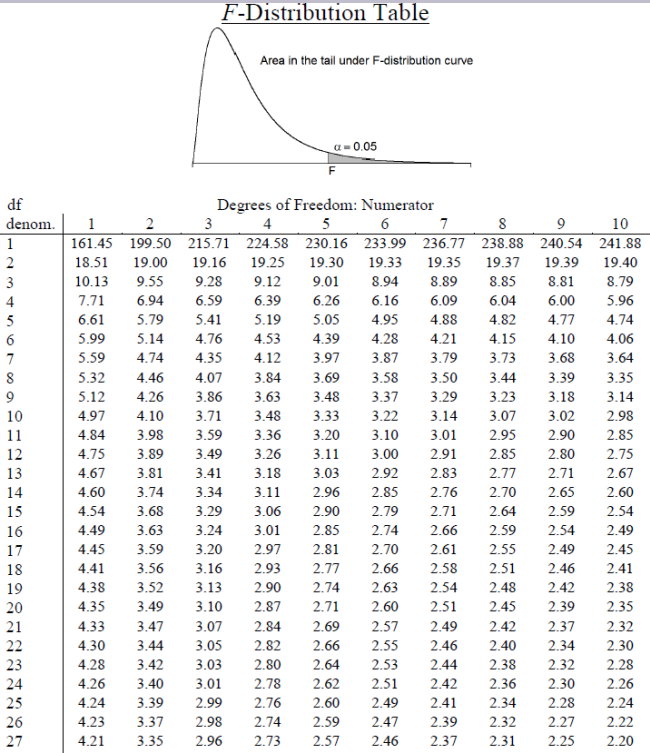 F-Distribution Table
Area in the tail under F-distribution curve
α = 0.05
F
df Degrees of Freedom: Numerator
denom. 1 2 3 4 5 6 7 8 9 10
1 161.45 199.50 215.71 224.58 230.16 233.99 236.77 238.88 240.54 241.88
2 18.51 19.00 19.16 19.25 19.30 19.33 19.35 19.37 19.39 19.40
3 10.13 9.55 9.28 9.12 9.01 8.94 8.89 8.85 8.81 8.79
4 7.71 6.94 6.59 6.39 6.26 6.16 6.09 6.04 6.00 5.96
5 6.61 5.79 5.41 5.19 5.05 4.95 4.88 4.82 4.77 4.74
6 5.99 5.14 4.76 4.53 4.39 4.28 4.21 4.15 4.10 4.06
7 5.59 4.74 4.35 4.12 3.97 3.87 3.79 3.73 3.68 3.64
8 5.32 4.46 4.07 3.84 3.69 3.58 3.50 3.44 3.39 3.35
9 5.12 4.26 3.86 3.63 3.48 3.37 3.29 3.23 3.18 3.14
10 4.97 4.10 3.71 3.48 3.33 3.22 3.14 3.07 3.02 2.98
11 4.84 3.98 3.59 3.36 3.20 3.10 3.01 2.95 2.90 2.85
12 4.75 3.89 3.49 3.26 3.11 3.00 2.91 2.85 2.80 2.75
13 4.67 3.81 3.41 3.18 3.03 2.92 2.83 2.77 2.71 2.67
14 4.60 3.74 3.34 3.11 2.96 2.85 2.76 2.70 2.65 2.60
15 4.54 3.68 3.29 3.06 2.90 2.79 2.71 2.64 2.59 2.54
16 4.49 3.63 3.24 3.01 2.85 2.74 2.66 2.59 2.54 2.49
17 4.45 3.59 3.20 2.97 2.81 2.70 2.61 2.55 2.49 2.45
18 4.41 3.56 3.16 2.93 2.77 2.66 2.58 2.51 2.46 2.41
19 4.38 3.52 3.13 2.90 2.74 2.63 2.54 2.48 2.42 2.38
20 4.35 3.49 3.10 2.87 2.71 2.60 2.51 2.45 2.39 2.35
21 4.33 3.47 3.07 2.84 2.69 2.57 2.49 2.42 2.37 2.32
22 4.30 3.44 3.05 2.82 2.66 2.55 2.46 2.40 2.34 2.30
23 4.28 3.42 3.03 2.80 2.64 2.53 2.44 2.38 2.32 2.28
24 4.26 3.40 3.01 2.78 2.62 2.51 2.42 2.36 2.30 2.26
25 4.24 3.39 2.99 2.76 2.60 2.49 2.41 2.34 2.28 2.24
26 4.23 3.37 2.98 2.74 2.59 2.47 2.39 2.32 2.27 2.22
27 4.21 3.35 2.96 2.73 2.57 2.46 2.37 2.31 2.25 2.20